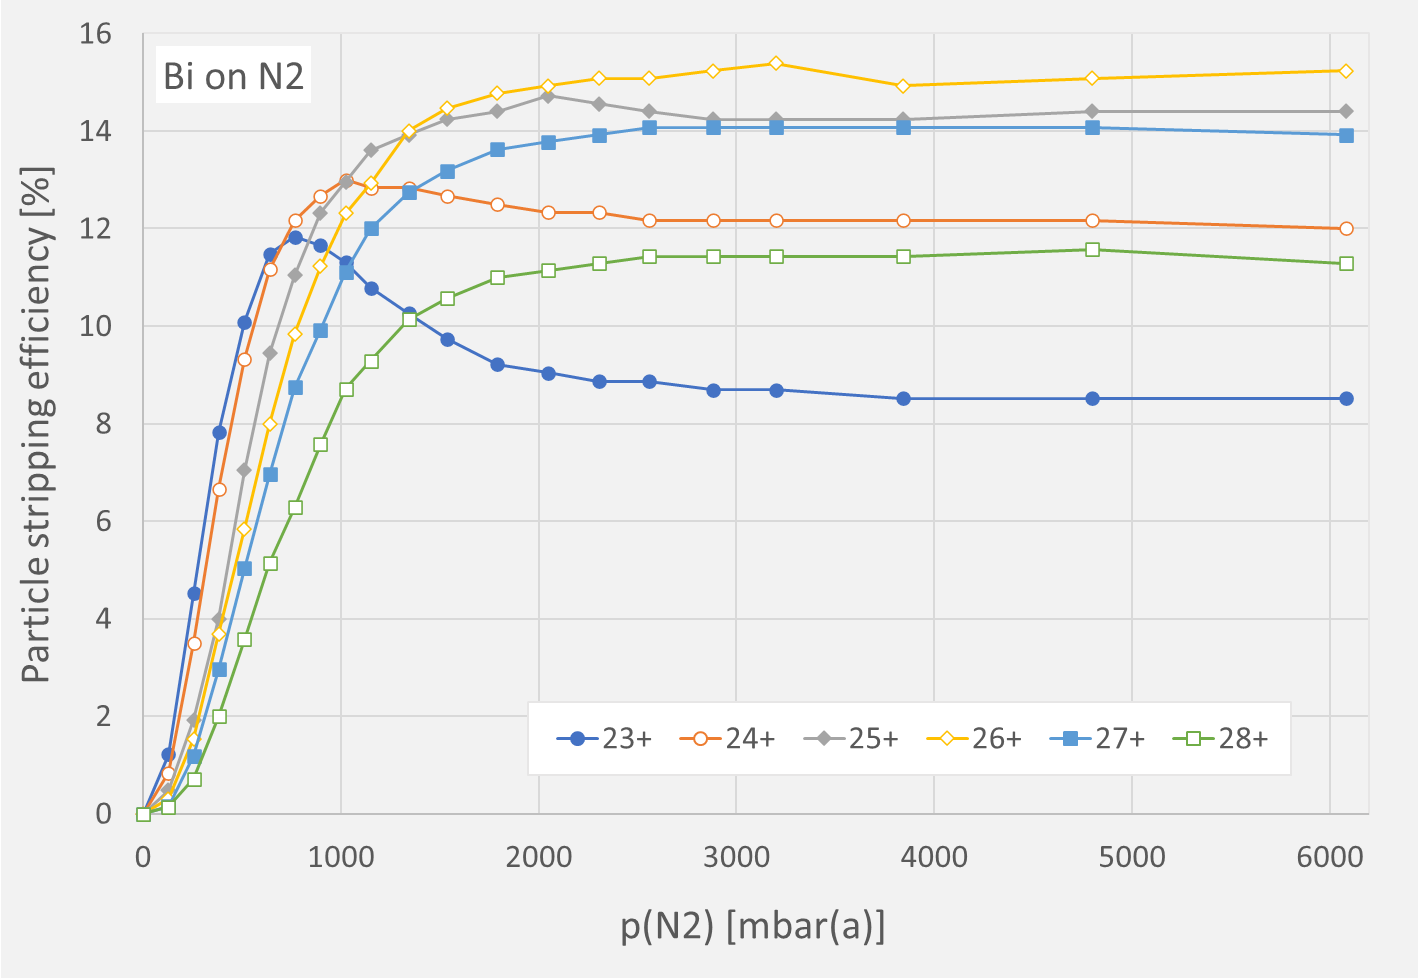 Bi on N2
Particle stripping efficiency [%]
16
14
12
10
8
6
4
2
0
23+ 24+ 25+ 26+ 27+ 28+
0 1000 2000 3000 4000 5000 6000
p(N2) [mbar(a)]